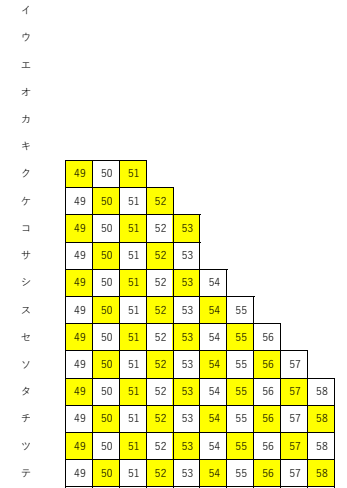 イ
ウ
エ
オ
カ
キ
ク 49 50 51
ケ 49 50 51 52
コ 49 50 51 52 53
サ 49 50 51 52 53
シ 49 50 51 52 53 54
ス 49 50 51 52 53 54 55
セ 49 50 51 52 53 54 55 56
ソ 49 50 51 52 53 54 55 56 57
タ 49 50 51 52 53 54 55 56 57 58
チ 49 50 51 52 53 54 55 56 57 58
ツ 49 50 51 52 53 54 55 56 57 58
テ 49 50 51 52 53 54 55 56 57 58